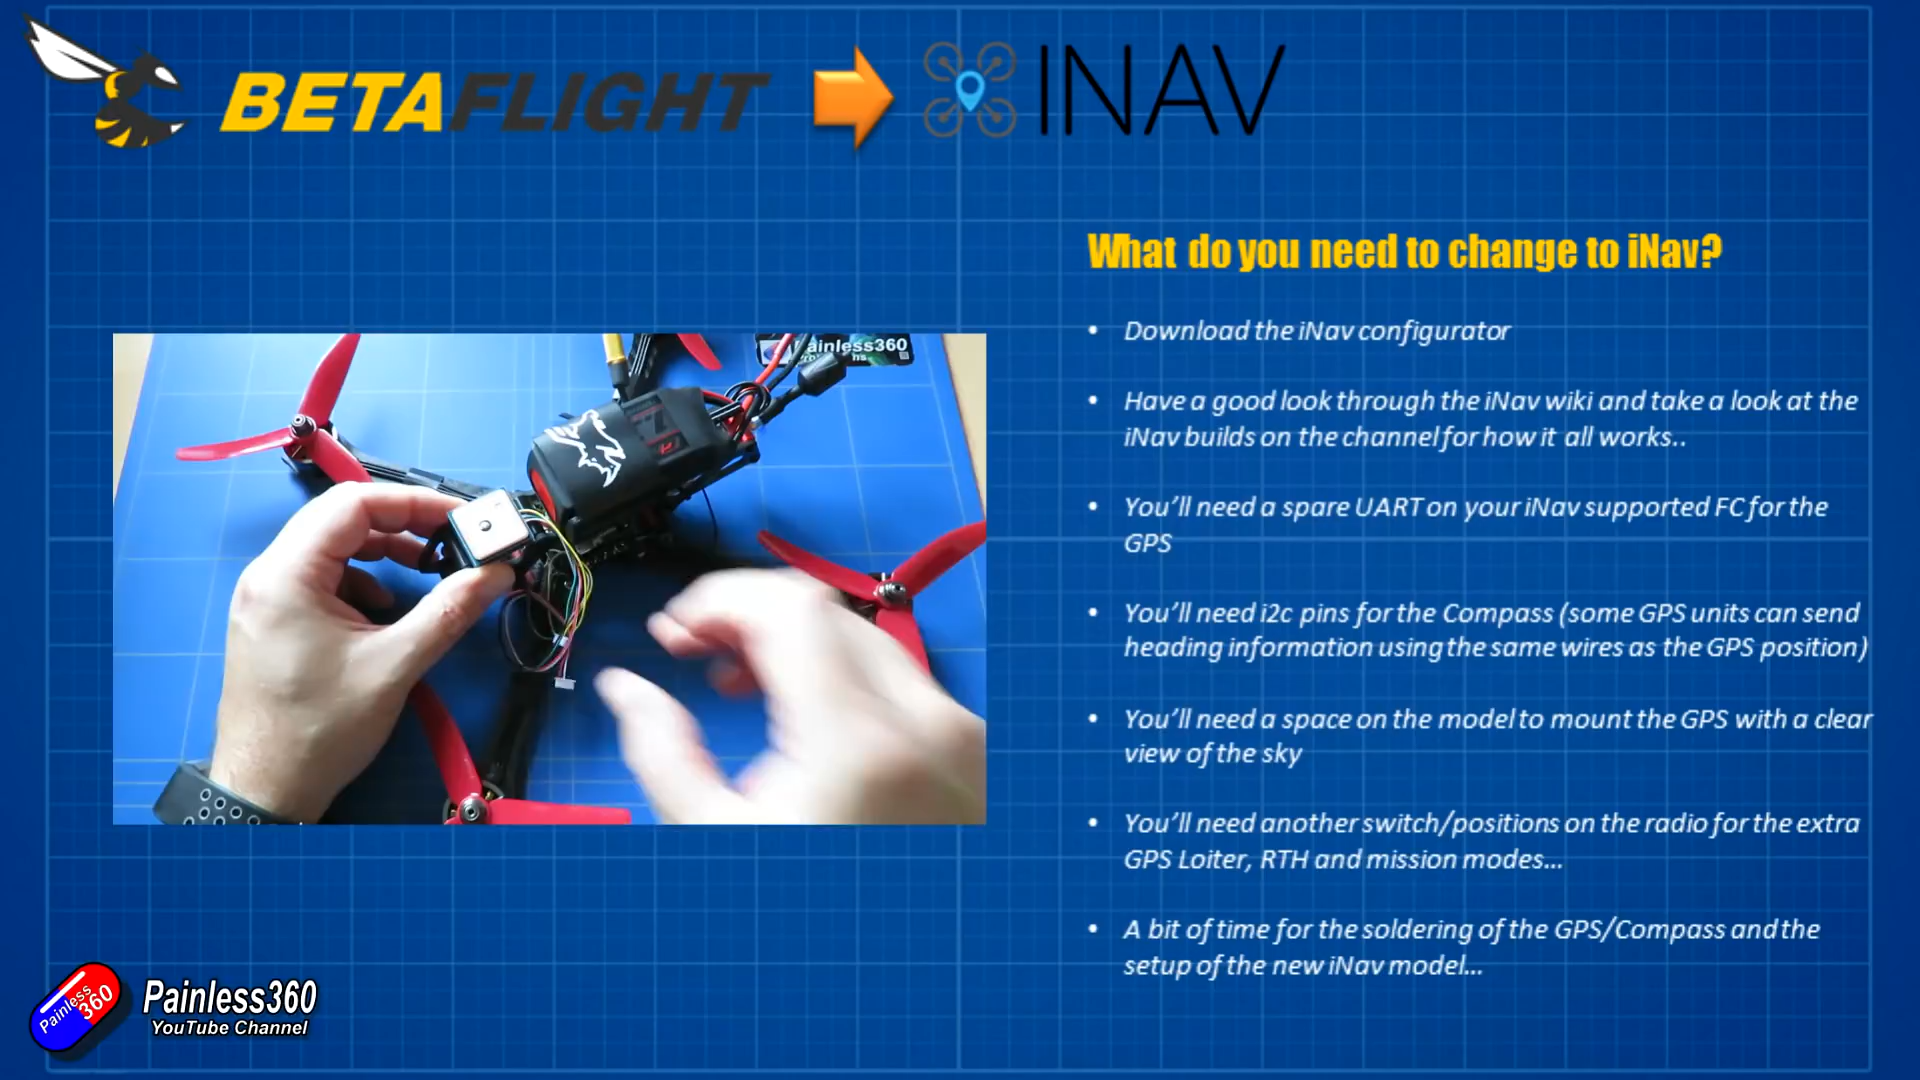 BETAFLIGHT
INAV
What do you need to change to iNav?
• Download the iNav configurator
• Have a good look through the iNav wiki and take a look at the
iNav builds on the channel for how it all works..
• You'll need a spare UART on your iNav supported FC for the
GPS
• You'll need i2c pins for the Compass (some GPS units can send
heading information using the same wires as the GPS position)
• You'll need a space on the model to mount the GPS with a clear
view of the sky
• You'll need another switch/positions on the radio for the extra
GPS Loiter, RTH and mission modes...
• A bit of time for the soldering of the GPS/Compass and the
setup of the new iNav model...
ainless360
Painless
360
Painless360
YouTube Channel